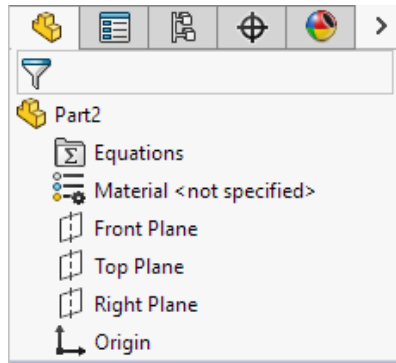 Part2
Equations
Material <not specified>
Front Plane
Top Plane
Right Plane
Origin